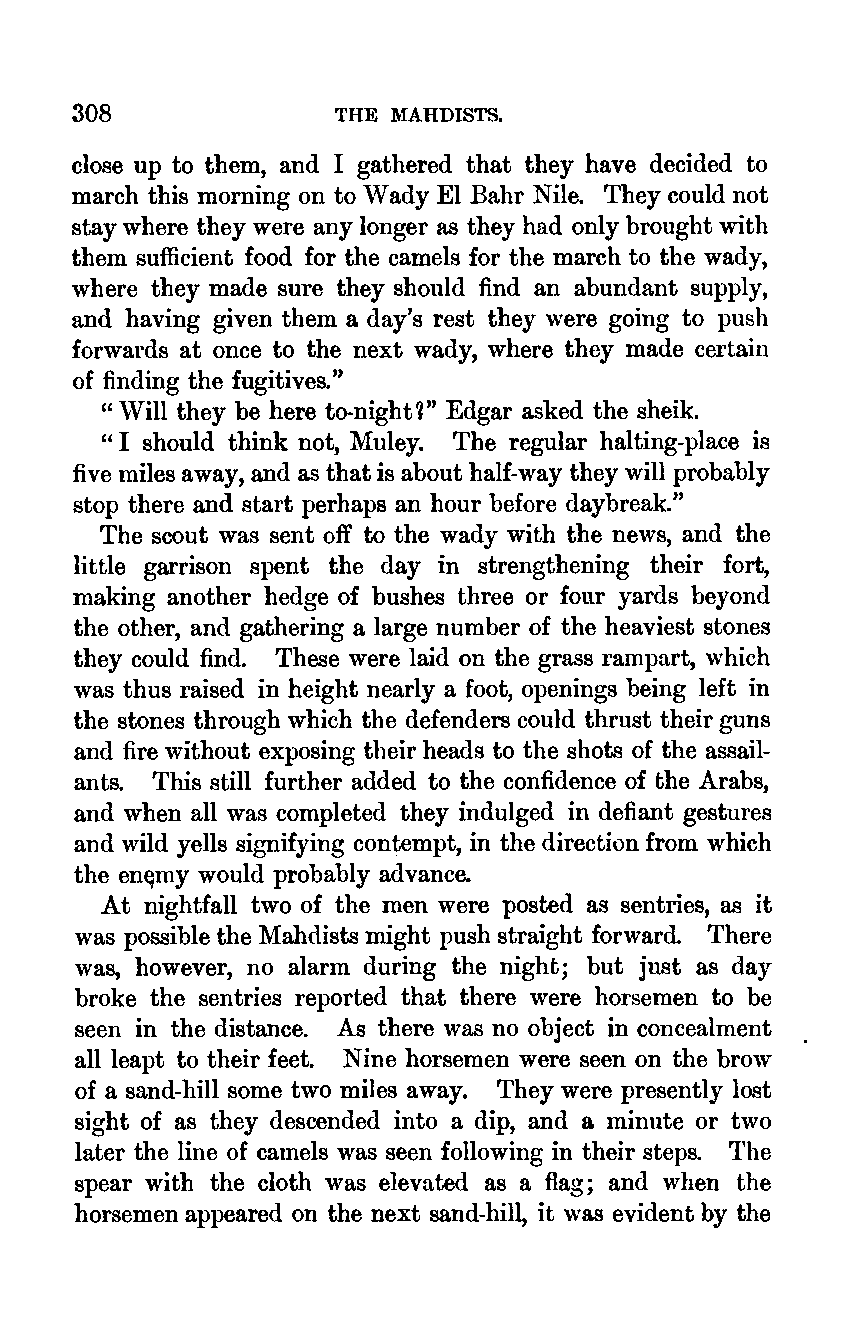 308 THE MAHDISTS.
close up to them, and I gathered that they have decided to
march this morning on to Wady El Bahr Nile. They could not
stay where they were any longer as they had only brought with
them sufficient food for the camels for the march to the wady,
where they made sure they should find an abundant supply,
and having given them a day's rest they were going to push
forwards at once to the next wady, where they made certain
of finding the fugitives."
"Will they be here to-night?" Edgar asked the sheik.
"I should think not, Muley. The regular halting-place is
five miles away, and as that is about half-way they will probably
stop there and start perhaps an hour before daybreak."
The scout was sent off to the wady with the news, and the
little garrison spent the day in strengthening their fort,
making another hedge of bushes three or four yards beyond
the other, and gathering a large number of the heaviest stones
they could find. These were laid on the grass rampart, which
was thus raised in height nearly a foot, openings being left in
the stones through which the defenders could thrust their guns
and fire without exposing their heads to the shots of the assail-
ants. This still further added to the confidence of the Arabs,
and when all was completed they indulged in defiant gestures
and wild yells signifying contempt, in the direction from which
the enemy would probably advance.
At nightfall two of the men were posted as sentries, as it
was possible the Mahdists might push straight forward. There
was, however, no alarm during the night; but just as day
broke the sentries reported that there were horsemen to be
seen in the distance. As there was no object in concealment
all leapt to their feet. Nine horsemen were seen on the brow
of a sand-hill some two miles away. They were presently lost
sight of as they descended into a dip, and a minute or two
later the line of camels was seen following in their steps. The
spear with the cloth was elevated as a flag; and when the
horsemen appeared on the next sand-hill, it was evident by the